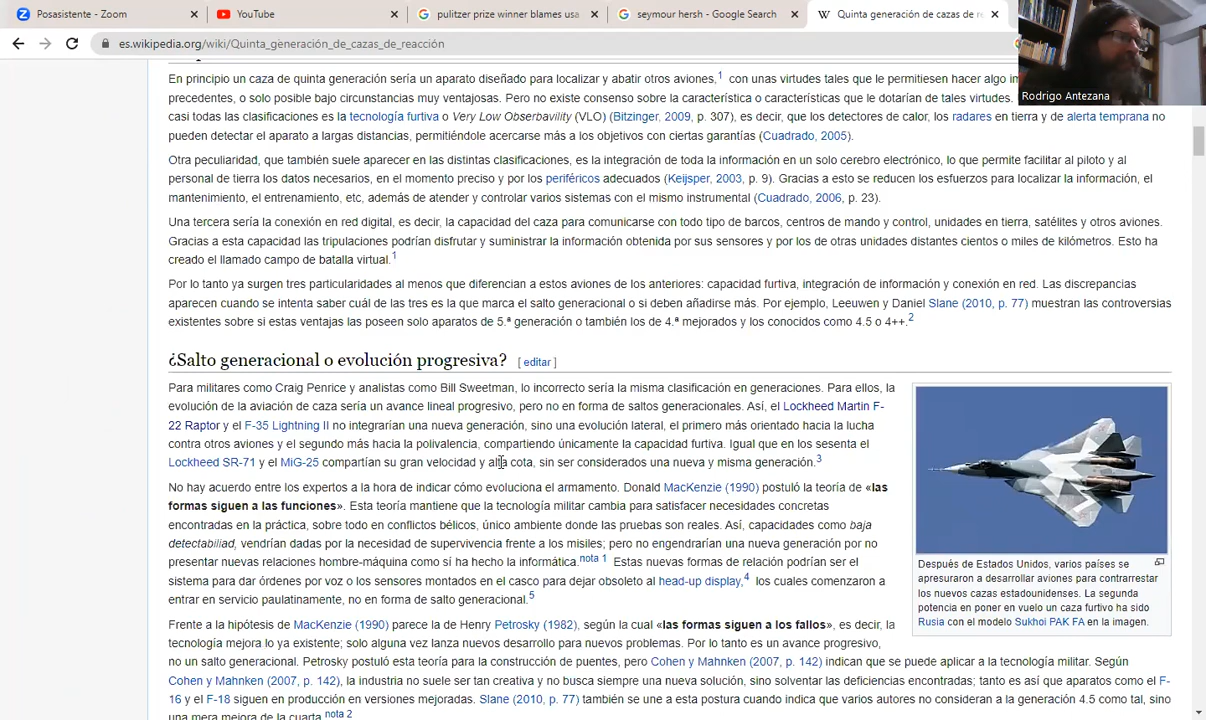 Posasistente - Zoom
YouTube
pulitzer prize winner blames usa
seymour hersh - Google Search
Quinta generación de cazas de re
es.wikipedia.org/wiki/Quinta_generación_de_cazas_de_reacción
Rodrigo Antezana
En principio un caza de quinta generación sería un aparato diseñado para localizar y abatir otros aviones,1 con unas virtudes tales que le permitiesen hacer algo
precedentes, o solo posible bajo circunstancias muy ventajosas. Pero no existe consenso sobre la característica o características que le dotarían de tales virtudes.
casi todas las clasificaciones es la tecnología furtiva o Very Low Obserbavility (VLO) (Bitzinger, 2009, p. 307), es decir, que los detectores de calor, los radares en tierra y de alerta temprana no
pueden detectar el aparato a largas distancias, permitiéndole acercarse más a los objetivos con ciertas garantías (Cuadrado, 2005).
Otra peculiaridad, que también suele aparecer en las distintas clasificaciones, es la integración de toda la información en un solo cerebro electrónico, lo que permite facilitar al piloto y al
personal de tierra los datos necesarios, en el momento preciso y por los periféricos adecuados (Keijsper, 2003, p. 9). Gracias a esto se reducen los esfuerzos para localizar la información, el
mantenimiento, el entrenamiento, etc, además de atender y controlar varios sistemas con el mismo instrumental (Cuadrado, 2006, p. 23).
Una tercera sería la conexión en red digital, es decir, la capacidad del caza para comunicarse con todo tipo de barcos, centros de mando y control, unidades en tierra, satélites y otros aviones.
Gracias a esta capacidad las tripulaciones podrían disfrutar y suministrar la información obtenida por sus sensores y por los de otras unidades distantes cientos o miles de kilómetros. Esto ha
creado el llamado campo de batalla virtual.1
Por lo tanto ya surgen tres particularidades al menos que diferencian a estos aviones de los anteriores: capacidad furtiva, integración de información y conexión en red. Las discrepancias
aparecen cuando se intenta saber cuál de las tres es la que marca el salto generacional o si deben añadirse más. Por ejemplo, Leeuwen y Daniel Slane (2010, p. 77) muestran las controversias
existentes sobre si estas ventajas las poseen solo aparatos de 5.ª generación o también los de 4.ª mejorados y los conocidos como 4.5 o 4++.2
¿Salto generacional o evolución progresiva? [ editar ]
Para militares como Craig Penrice y analistas como Bill Sweetman, lo incorrecto sería la misma clasificación en generaciones. Para ellos, la
evolución de la aviación de caza sería un avance lineal progresivo, pero no en forma de saltos generacionales. Así, el Lockheed Martin F-
22 Raptor y el F-35 Lightning II no integrarían una nueva generación, sino una evolución lateral, el primero más orientado hacia la lucha
contra otros aviones y el segundo más hacia la polivalencia, compartiendo únicamente la capacidad furtiva. Igual que en los sesenta el
Lockheed SR-71 y el MiG-25 compartían su gran velocidad y alta cota, sin ser considerados una nueva y misma generación.3
No hay acuerdo entre los expertos a la hora de indicar cómo evoluciona el armamento. Donald MacKenzie (1990) postuló la teoría de «las
formas siguen a las funciones». Esta teoría mantiene que la tecnología militar cambia para satisfacer necesidades concretas
encontradas en la práctica, sobre todo en conflictos bélicos, único ambiente donde las pruebas son reales. Así, capacidades como baja
detectabiliad, vendrían dadas por la necesidad de supervivencia frente a los misiles; pero no engendrarían una nueva generación por no
presentar nuevas relaciones hombre-máquina como sí ha hecho la informática.nota 1 Estas nuevas formas de relación podrían ser el
sistema para dar órdenes por voz o los sensores montados en el casco para dejar obsoleto al head-up display,4 los cuales comenzaron a
entrar en servicio paulatinamente, no en forma de salto generacional.5
Frente a la hipótesis de MacKenzie (1990) parece la de Henry Petrosky (1982), según la cual «las formas siguen a los fallos», es decir, la
tecnología mejora lo ya existente; solo alguna vez lanza nuevos desarrollo para nuevos problemas. Por lo tanto es un avance progresivo,
no un salto generacional. Petrosky postuló esta teoría para la construcción de puentes, pero Cohen y Mahnken (2007, p. 142) indican que se puede aplicar a la tecnología militar. Según
Cohen y Mahnken (2007, p. 142), la industria no suele ser tan creativa y no busca siempre una nueva solución, sino solventar las deficiencias encontradas; tanto es así que aparatos como el F-
16 y el F-18 siguen en producción en versiones mejoradas. Slane (2010, p. 77) también se une a esta postura cuando indica que varios autores no consideran a la generación 4.5 como tal, sino
una mera mejora de la cuarta.nota 2
Después de Estados Unidos, varios países se
apresuraron a desarrollar aviones para contrarrestar
los nuevos cazas estadounidenses. La segunda
potencia en poner en vuelo un caza furtivo ha sido
Rusia con el modelo Sukhoi PAK FA en la imagen.